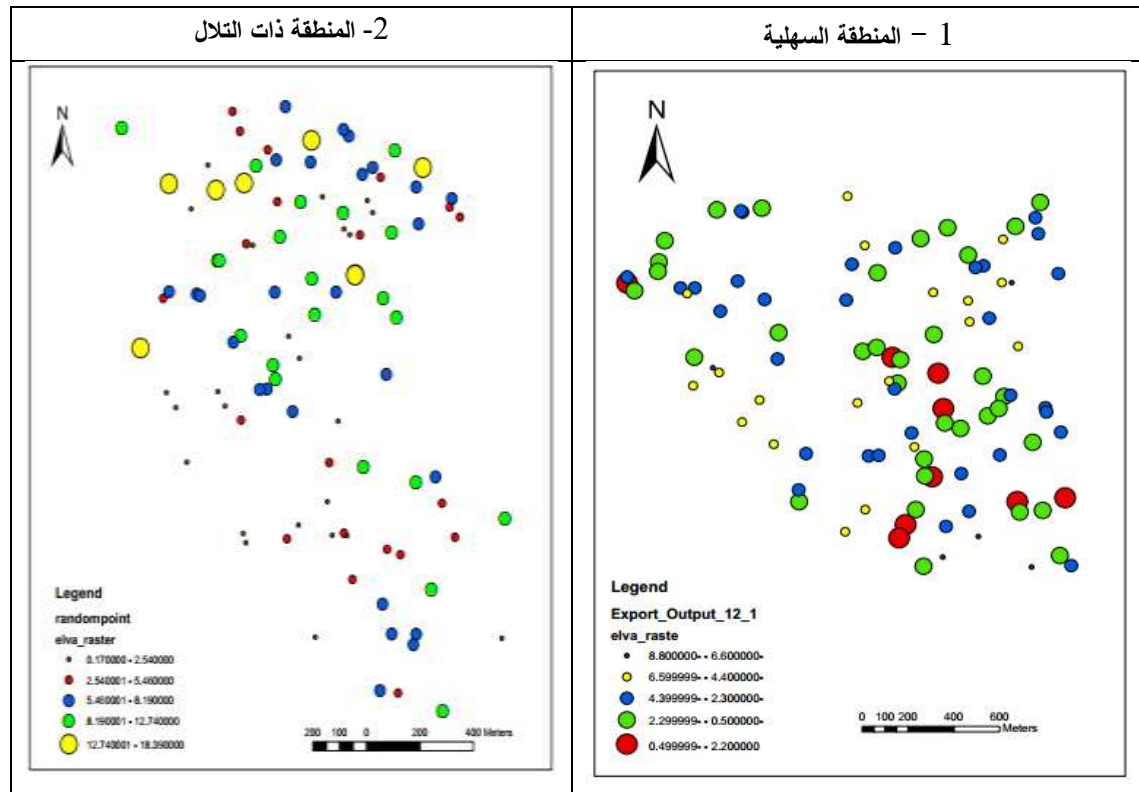 1 – المنطقة السهلية
2- المنطقة ذات التلال
N
Legend
Export_Output_12_1
elva_raste
8.800000- - 6.600000-
6.599999- - 4.400000-
4.399999- - 2.300000-
2.299999- - 0.500000-
0.499999- - 2.200000
0 100 200 400 600
Meters
N
Legend
randompoint
elva_raster
0.170000 - 2.540000
2.540001 - 5.460000
5.460001 - 8.190000
8.190001 - 12.740000
12.740001 - 18.390000
200 100 0 200 400 Meters